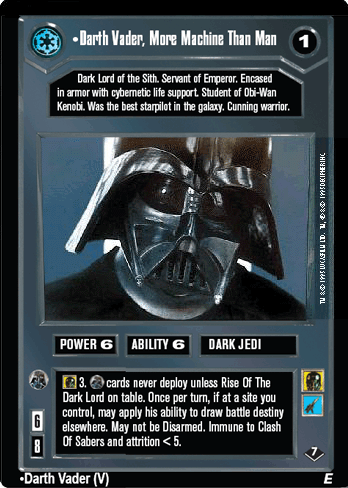 •Darth Vader, More Machine Than Man
1
Dark Lord of the Sith. Servant of Emperor. Encased
in armor with cybernetic life support. Student of Obi-Wan
Kenobi. Was the best starpilot in the galaxy. Cunning warrior.
POWER 6
ABILITY 6
DARK JEDI
3. cards never deploy unless Rise Of The
Dark Lord on table. Once per turn, if at a site you
control, may apply his ability to draw battle destiny
elsewhere. May not be Disarmed. Immune to Clash
Of Sabers and attrition < 5.
6
8
7
•Darth Vader (V)
E